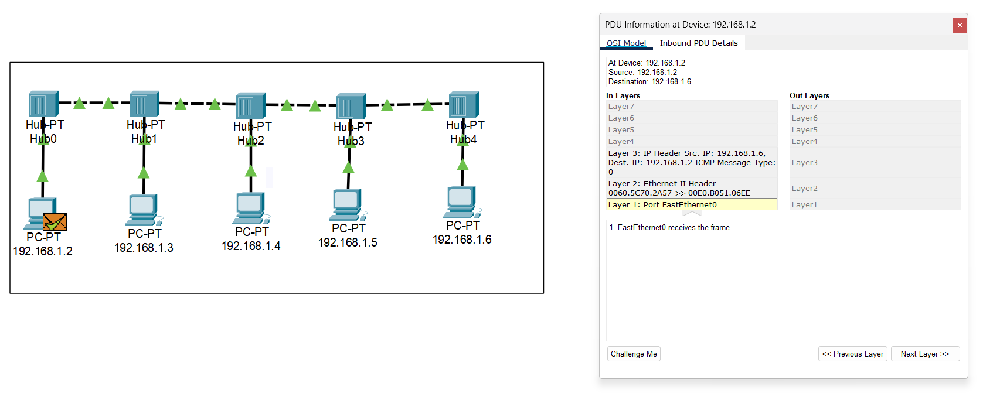 Hub-PT
Hub0
Hub-PT
Hub1
Hub-PT
Hub2
Hub-PT
Hub3
Hub-PT
Hub4
PC-PT
192.168.1.2
PC-PT
192.168.1.3
PC-PT
192.168.1.4
PC-PT
192.168.1.5
PC-PT
192.168.1.6
PDU Information at Device: 192.168.1.2
OSI Model
Inbound PDU Details
At Device: 192.168.1.2
Source: 192.168.1.2
Destination: 192.168.1.6
In Layers
Layer7
Layer6
Layer5
Layer4
Layer 3: IP Header Src. IP: 192.168.1.6,
Dest. IP: 192.168.1.2 ICMP Message Type:
0
Layer 2: Ethernet II Header
0060.5C70.2A57 >> 00E0.B051.06EE
Layer 1: Port FastEthernet0
Out Layers
Layer7
Layer6
Layer5
Layer4
Layer3
Layer2
Layer1
1. FastEthernet0 receives the frame.
Challenge Me
<< Previous Layer
Next Layer >>